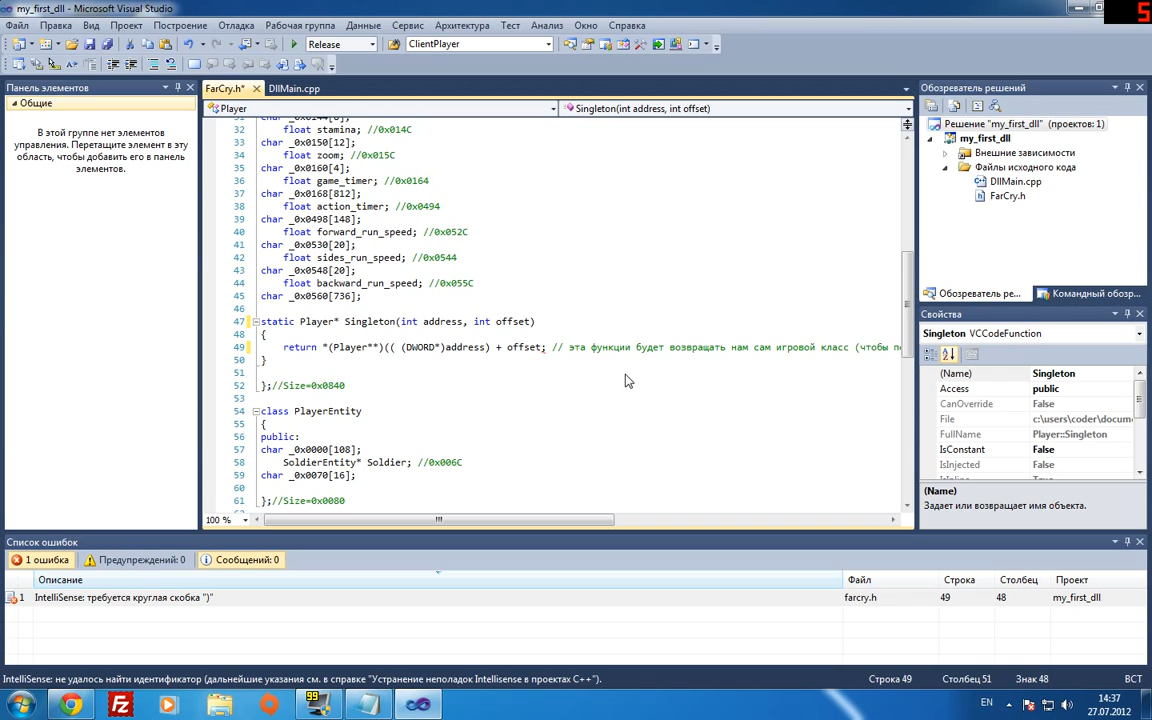 my_first_dll - Microsoft Visual Studio
5
Файл Правка Вид Проект Построение Отладка Рабочая группа Данные Сервис Архитектура Тест Анализ Окно Справка
Release ClientPlayer
Панель элементов
Общие
В этой группе нет элементов
управления. Перетащите элемент в эту
область, чтобы добавить его в панель
элементов.
FarCry.h* DllMain.cpp
Player Singleton(int address, int offset)
32 float stamina; //0x014C
33 char _0x0150[12];
34 float zoom; //0x015C
35 char _0x0160[4];
36 float game_timer; //0x0164
37 char _0x0168[812];
38 float action_timer; //0x0494
39 char _0x0498[148];
40 float forward_run_speed; //0x052C
41 char _0x0530[20];
42 float sides_run_speed; //0x0544
43 char _0x0548[20];
44 float backward_run_speed; //0x055C
45 char _0x0560[736];
46
47 static Player* Singleton(int address, int offset)
48 {
49 return *(Player**)(( (DWORD*)address) + offset; // эта функции будет возвращать нам сам игровой класс (чтобы п
50 }
51
52 };//Size=0x0840
53
54 class PlayerEntity
55 {
56 public:
57 char _0x0000[108];
58 SoldierEntity* Soldier; //0x006C
59 char _0x0070[16];
60
61 };//Size=0x0080
100 %
Обозреватель решений
Решение "my_first_dll" (проектов: 1)
my_first_dll
Внешние зависимости
Файлы исходного кода
DllMain.cpp
FarCry.h
Обозреватель ре... Командный обозр...
Свойства
Singleton VCCodeFunction
(Name) Singleton
Access public
CanOverride False
File c:\users\coder\docume
FullName Player::Singleton
IsConstant False
IsInjected False
(Name)
Задает или возвращает имя объекта.
Список ошибок
1 ошибка Предупреждений: 0 Сообщений: 0
Описание Файл Строка Столбец Проект
1 IntelliSense: требуется круглая скобка ")" farcry.h 49 48 my_first_dll
IntelliSense: не удалось найти идентификатор (дальнейшие указания см. в справке "Устранение неполадок Intellisense в проектах C++"). Строка 49 Столбец 51 Знак 48 ВСТ
99
EN
14:37
27.07.2012